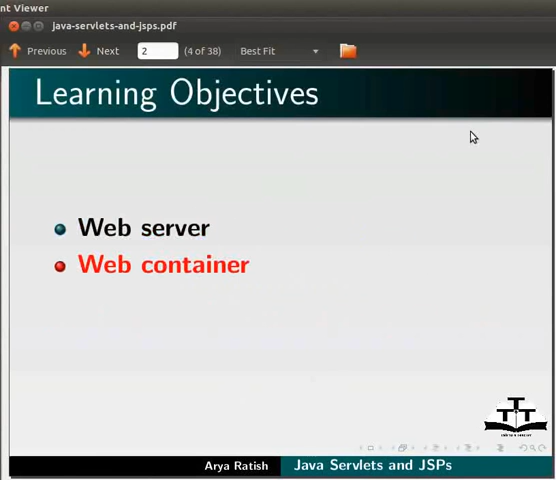 nt Viewer
java-servlets-and-jsps.pdf
Previous Next 2 (4 of 38) Best Fit
Learning Objectives
Web server
Web container
TTT
Arya Ratish Java Servlets and JSPs